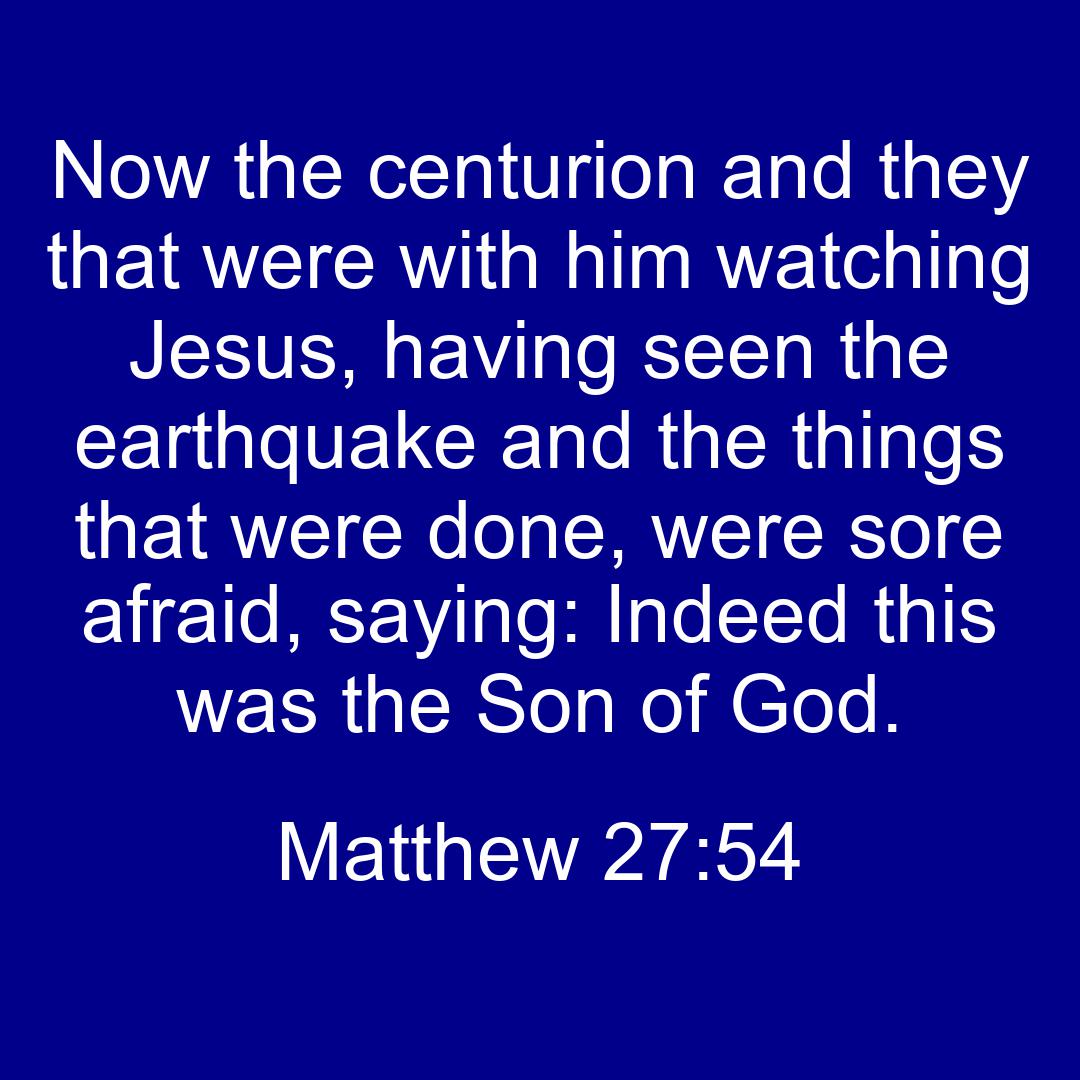 Now the centurion and they
that were with him watching
Jesus, having seen the
earthquake and the things
that were done, were sore
afraid, saying: Indeed this
was the Son of God.
Matthew 27:54